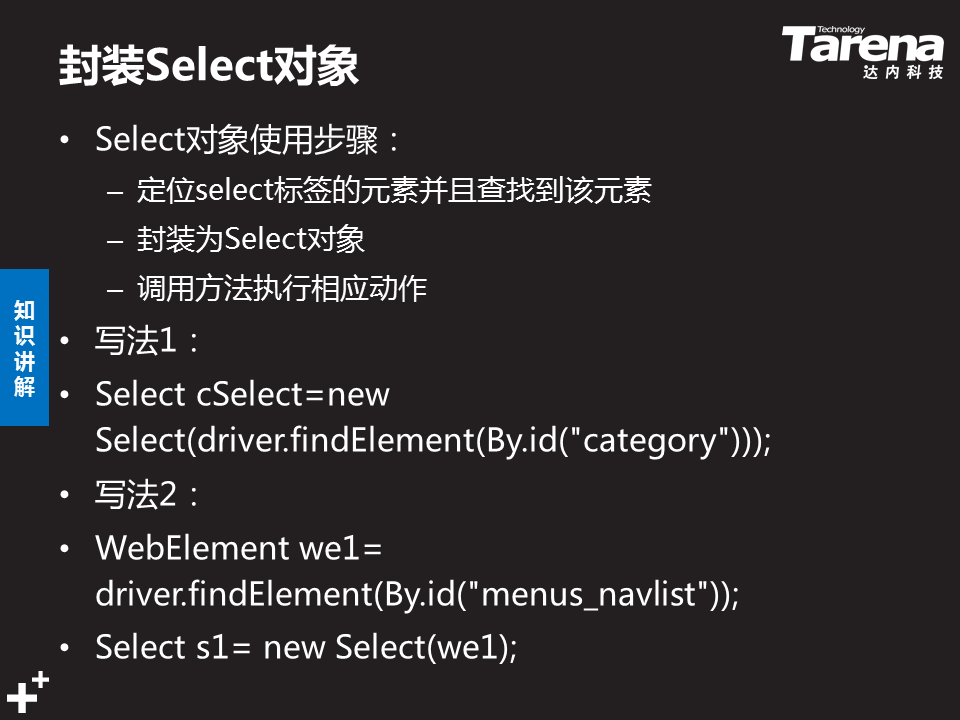 封装Select对象
Technology
Tarena
达内科技
• Select对象使用步骤：
– 定位select标签的元素并且查找到该元素
– 封装为Select对象
– 调用方法执行相应动作
知识讲解
• 写法1：
• Select cSelect=new
Select(driver.findElement(By.id("category")));
• 写法2：
• WebElement we1=
driver.findElement(By.id("menus_navlist"));
• Select s1= new Select(we1);